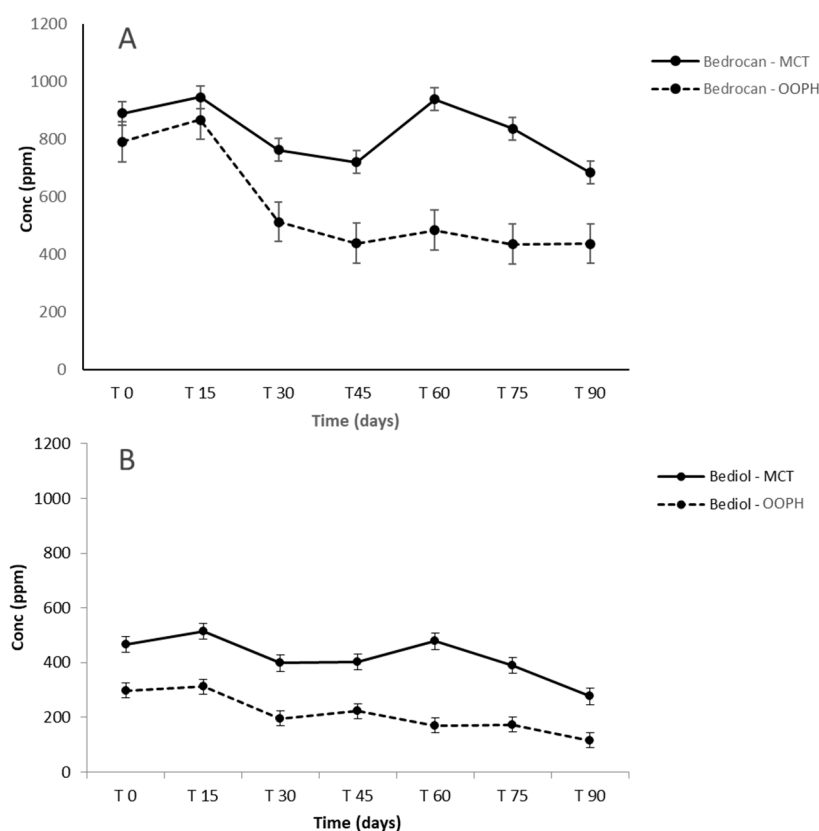 A
1200
1000
800
600
400
200
0
Conc (ppm)
T 0 T 15 T 30 T45 T 60 T 75 T 90
Time (days)
Bedrocan - MCT
Bedrocan - OOPH
B
1200
1000
800
600
400
200
0
Conc (ppm)
T 0 T 15 T 30 T 45 T 60 T 75 T 90
Time (days)
Bediol - MCT
Bediol - OOPH